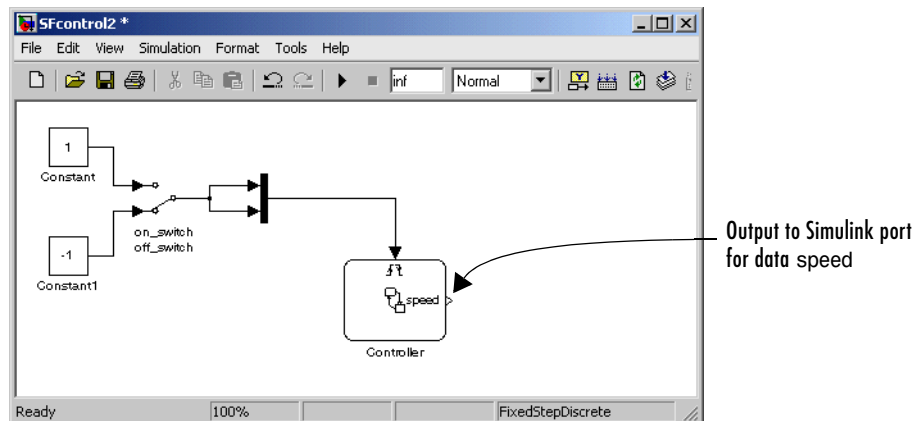 SFcontrol2 *
File Edit View Simulation Format Tools Help
inf Normal
1
Constant
on_switch
off_switch
-1
Constant1
speed
Controller
Output to Simulink port
for data speed
Ready 100% FixedStepDiscrete